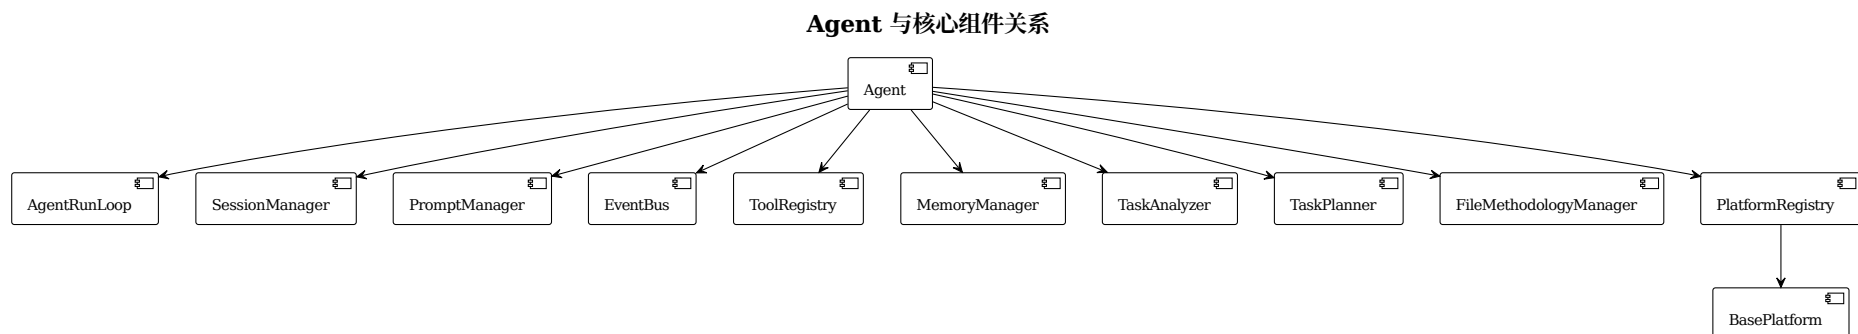 Agent 与核心组件关系
Agent
AgentRunLoop
SessionManager
PromptManager
EventBus
ToolRegistry
MemoryManager
TaskAnalyzer
TaskPlanner
FileMethodologyManager
PlatformRegistry
BasePlatform